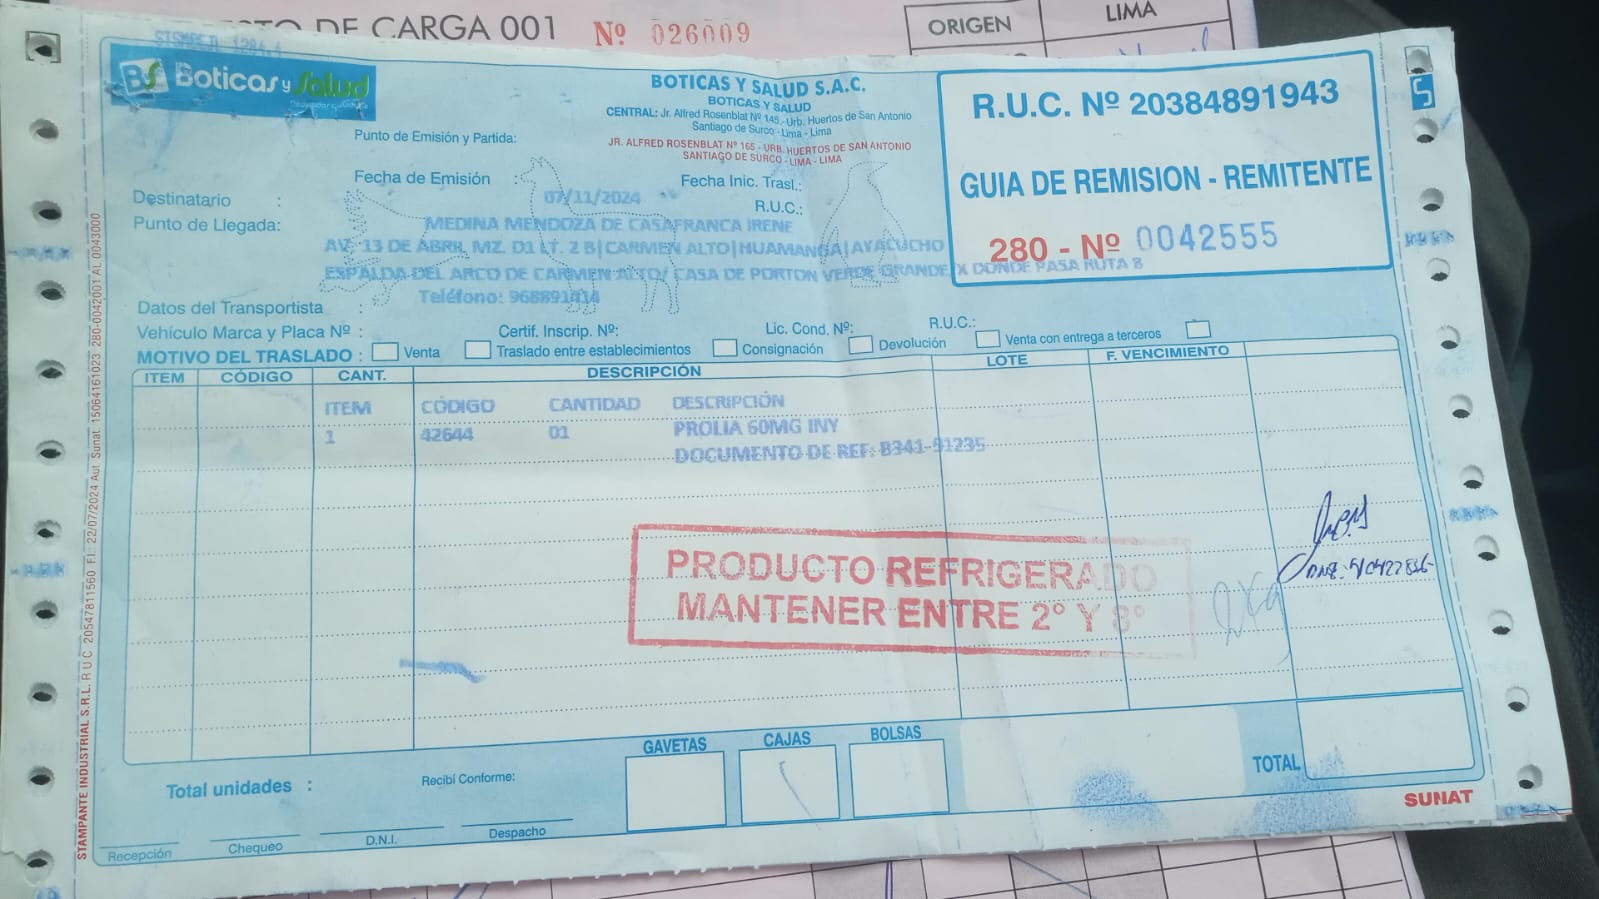 DE CARGA 001 Nº 026009
ORIGEN LIMA
BS Boticas y Salud
BOTICAS Y SALUD S.A.C.
BOTICAS Y SALUD
CENTRAL: Jr. Alfred Rosenblat Nº 145 - Urb. Huertos de San Antonio
Santiago de Surco - Lima - Lima
Punto de Emisión y Partida:
JR. ALFRED ROSENBLAT Nº 165 - URB. HUERTOS DE SAN ANTONIO
SANTIAGO DE SURCO - LIMA - LIMA
R.U.C. Nº 20384891943
GUIA DE REMISION - REMITENTE
280 - Nº 0042555
Fecha de Emisión : 07/11/2024 Fecha Inic. Trasl.:
Destinatario : R.U.C.:
MEDINA MENDOZA DE CASAFRANCA IRENE
Punto de Llegada:
AV. 13 DE ABRIL MZ. D1 LT. 2 B|CARMEN ALTO|HUAMANGA|AYACUCHO
ESPALDA DEL ARCO DE CARMEN ALTO/ CASA DE PORTON VERDE GRANDE X DONDE PASA RUTA 8
Teléfono: 968891414
Datos del Transportista :
Vehículo Marca y Placa Nº : Certif. Inscrip. Nº: Lic. Cond. Nº: R.U.C.:
MOTIVO DEL TRASLADO : Venta Traslado entre establecimientos Consignación Devolución Venta con entrega a terceros
ITEM CÓDIGO CANT. DESCRIPCIÓN LOTE F. VENCIMIENTO
ITEM CÓDIGO CANTIDAD DESCRIPCIÓN
1 42644 01 PROLIA 60MG INY
DOCUMENTO DE REF: B341-91235
PRODUCTO REFRIGERADO
MANTENER ENTRE 2° Y 8°
GAVETAS CAJAS BOLSAS
Total unidades : Recibí Conforme:
TOTAL
SUNAT
Recepción Chequeo D.N.I. Despacho
STAMPANTE INDUSTRIAL S.R.L. RUC 20547811560 F.I: 22/07/2024 Aut. Sunat: 15064161023 280-0042001 AL 0043000